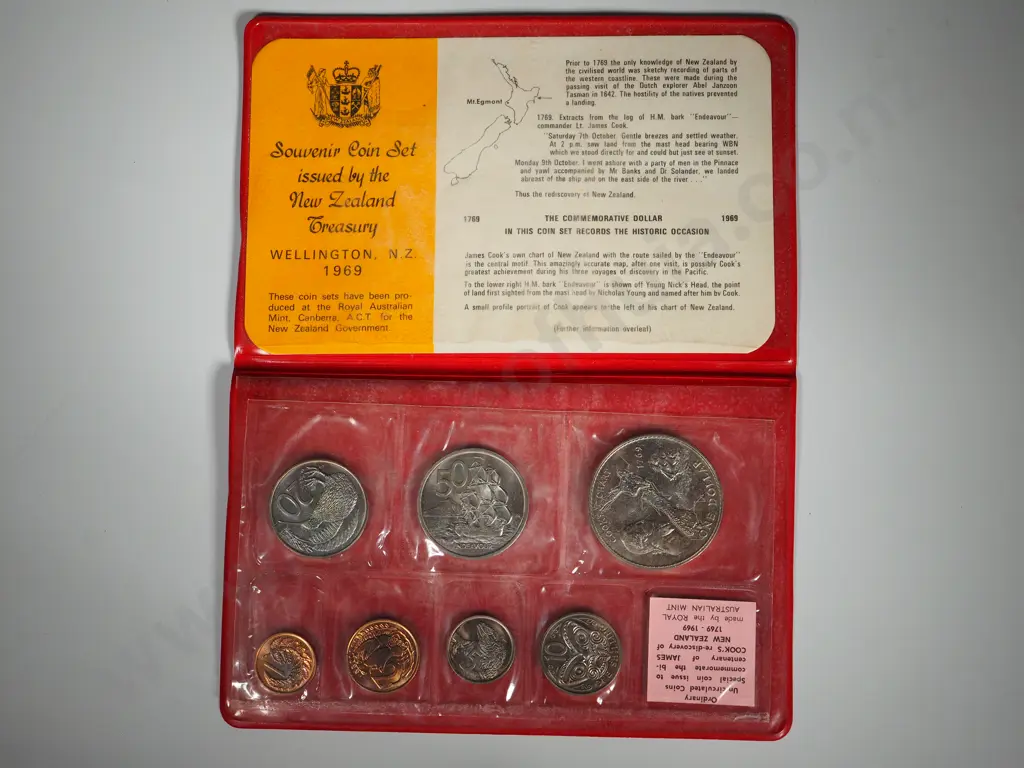 Souvenir Coin Set
issued by the
New Zealand
Treasury
WELLINGTON, N.Z.
1969
These coin sets have been pro-
duced at the Royal Australian
Mint, Canberra, A.C.T. for the
New Zealand Government
Mt.Egmont
Prior to 1769 the only knowledge of New Zealand by
the civilised world was sketchy recording of parts of
the western coastline. These were made during the
passing visit of the Dutch explorer Abel Janzoon
Tasman in 1642. The hostility of the natives prevented
a landing.
1769. Extracts from the log of H.M. bark "Endeavour"—
commander Lt. James Cook.
"Saturday 7th October. Gentle breezes and settled weather.
At 2 p.m. saw land from the mast head bearing WBN
which we stood directly for and could but just see at sunset.
Monday 9th October. I went ashore with a party of men in the Pinnace
and yawl accompanied by Mr Banks and Dr Solander, we landed
abreast of the ship and on the east side of the river . . ."
Thus the rediscovery of New Zealand.
1769 THE COMMEMORATIVE DOLLAR 1969
IN THIS COIN SET RECORDS THE HISTORIC OCCASION
James Cook's own chart of New Zealand with the route sailed by the "Endeavour"
is the central motif. This amazingly accurate map, after one visit, is possibly Cook's
greatest achievement during his three voyages of discovery in the Pacific.
To the lower right H.M. bark "Endeavour" is shown off Young Nick's Head, the point
of land first sighted from the mast head by Nicholas Young and named after him by Cook.
A small profile portrait of Cook appears to the left of his chart of New Zealand.
(Further information overleaf)
20
50
ENDEAVOUR
ONE DOLLAR
1769
1
2
10
Ordinary
Uncirculated Coins
Special coin issue to
commemorate the bi-
centenary of JAMES
COOK'S re-discovery of
NEW ZEALAND
1769 - 1969
made by the ROYAL
AUSTRALIAN MINT